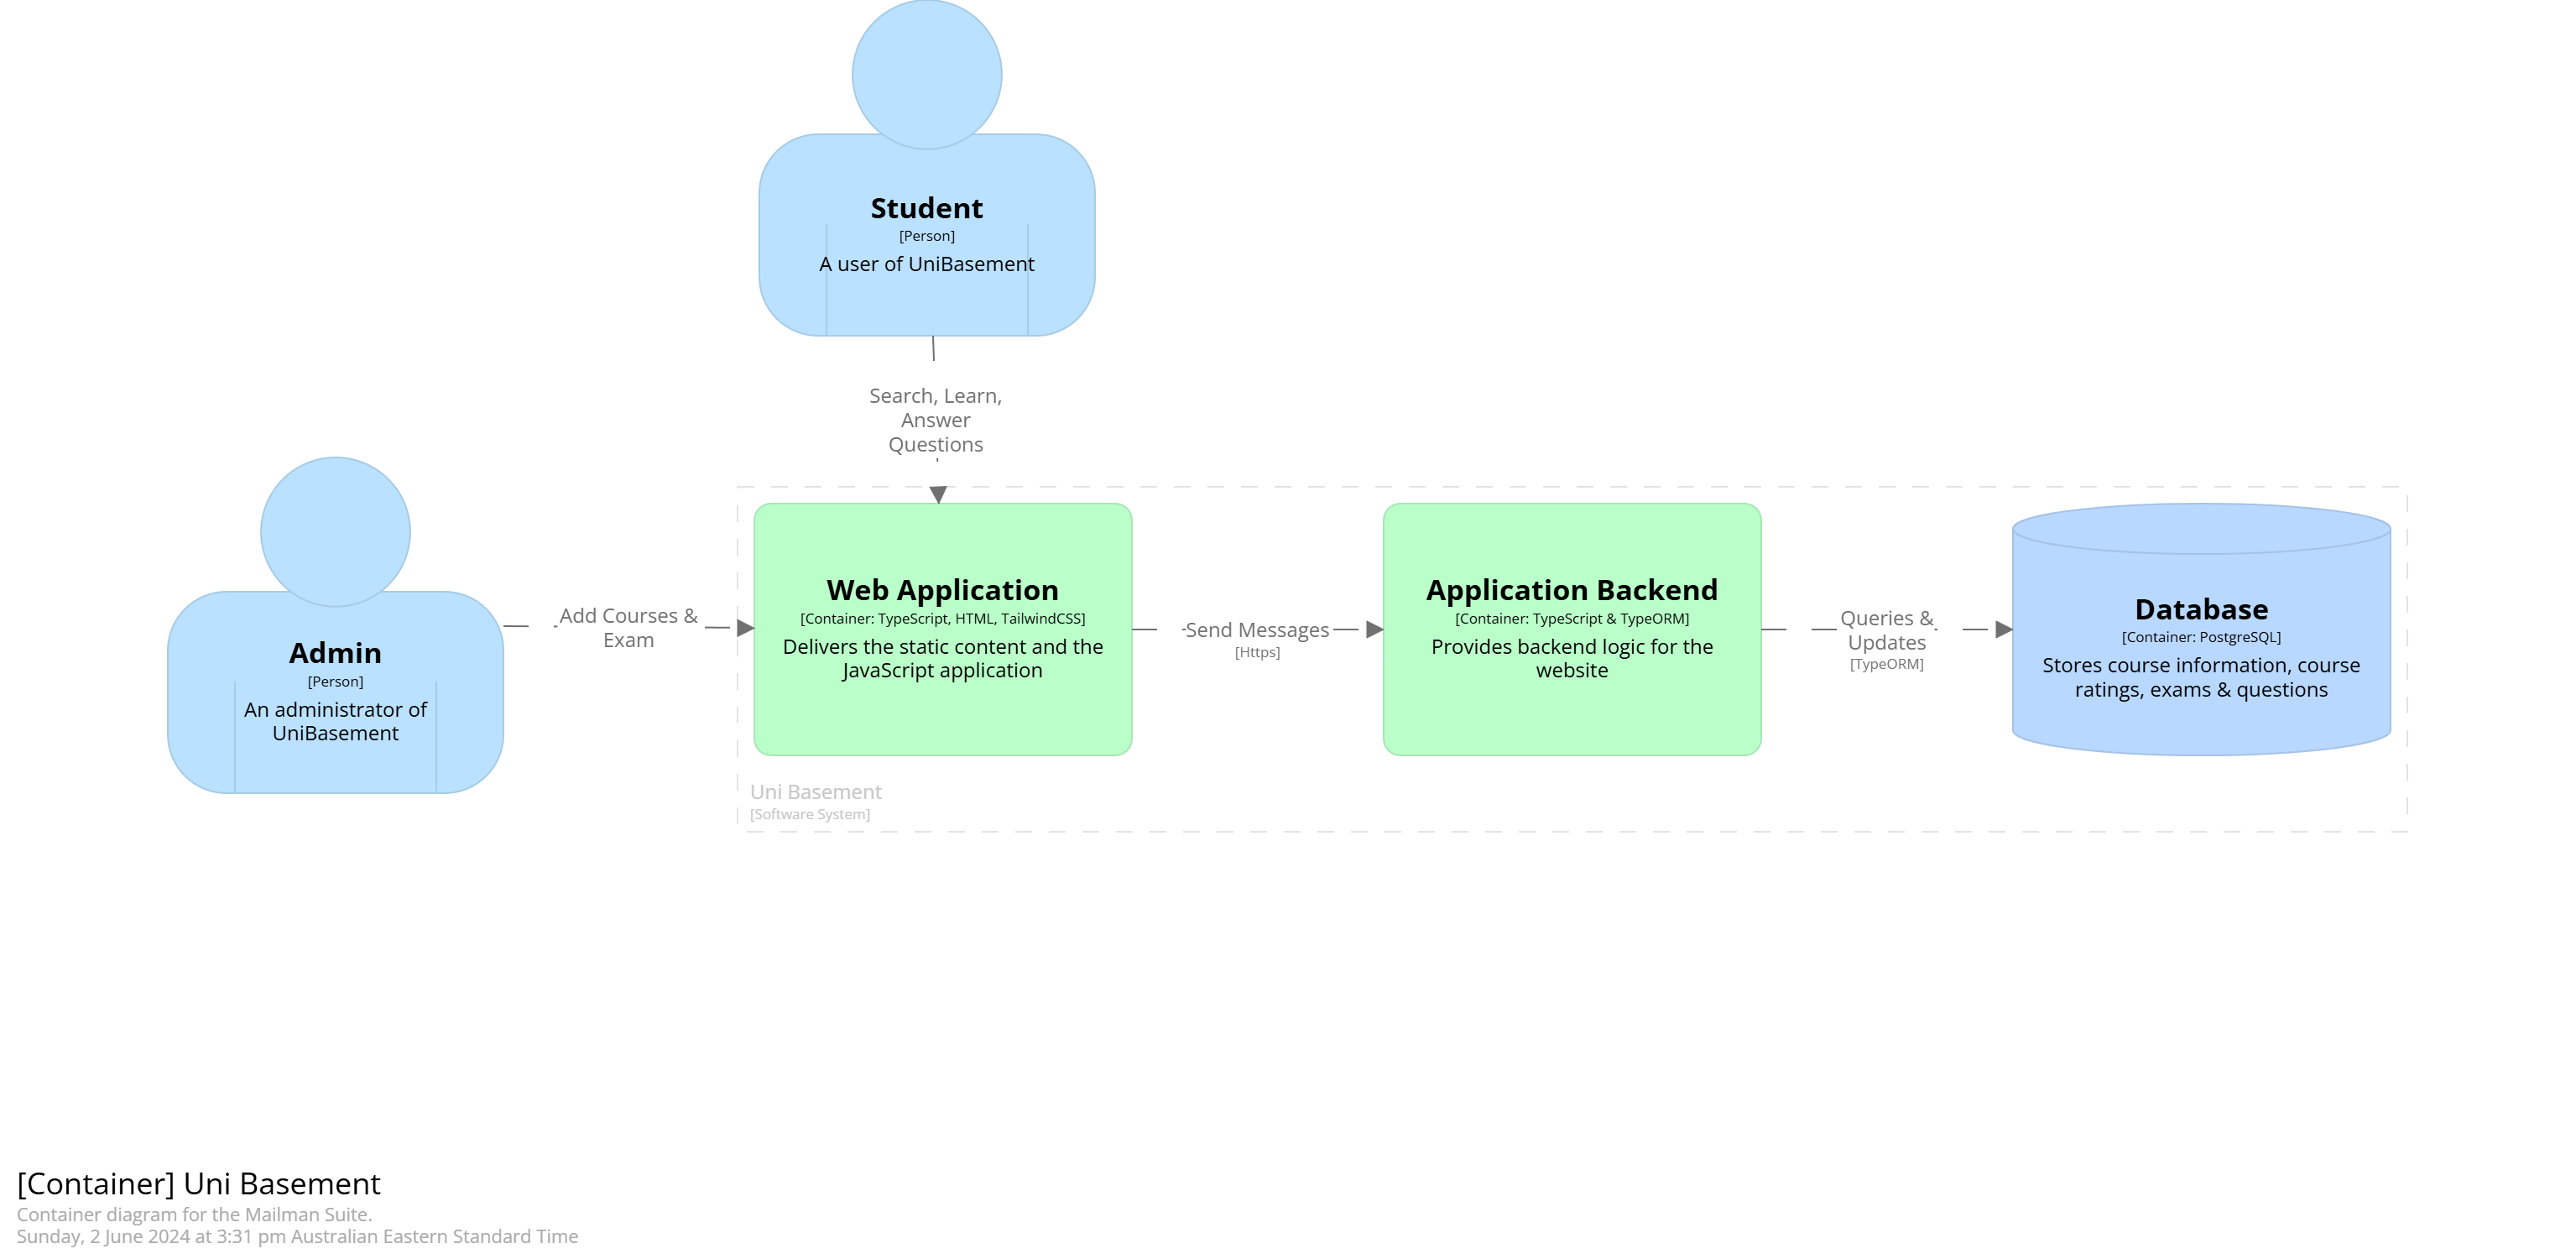 Student
[Person]
A user of UniBasement
Search, Learn,
Answer
Questions
Admin
[Person]
An administrator of
UniBasement
Add Courses &
Exam
Web Application
[Container: TypeScript, HTML, TailwindCSS]
Delivers the static content and the
JavaScript application
Send Messages
[Https]
Application Backend
[Container: TypeScript & TypeORM]
Provides backend logic for the
website
Queries &
Updates
[TypeORM]
Database
[Container: PostgreSQL]
Stores course information, course
ratings, exams & questions
Uni Basement
[Software System]
[Container] Uni Basement
Container diagram for the Mailman Suite.
Sunday, 2 June 2024 at 3:31 pm Australian Eastern Standard Time